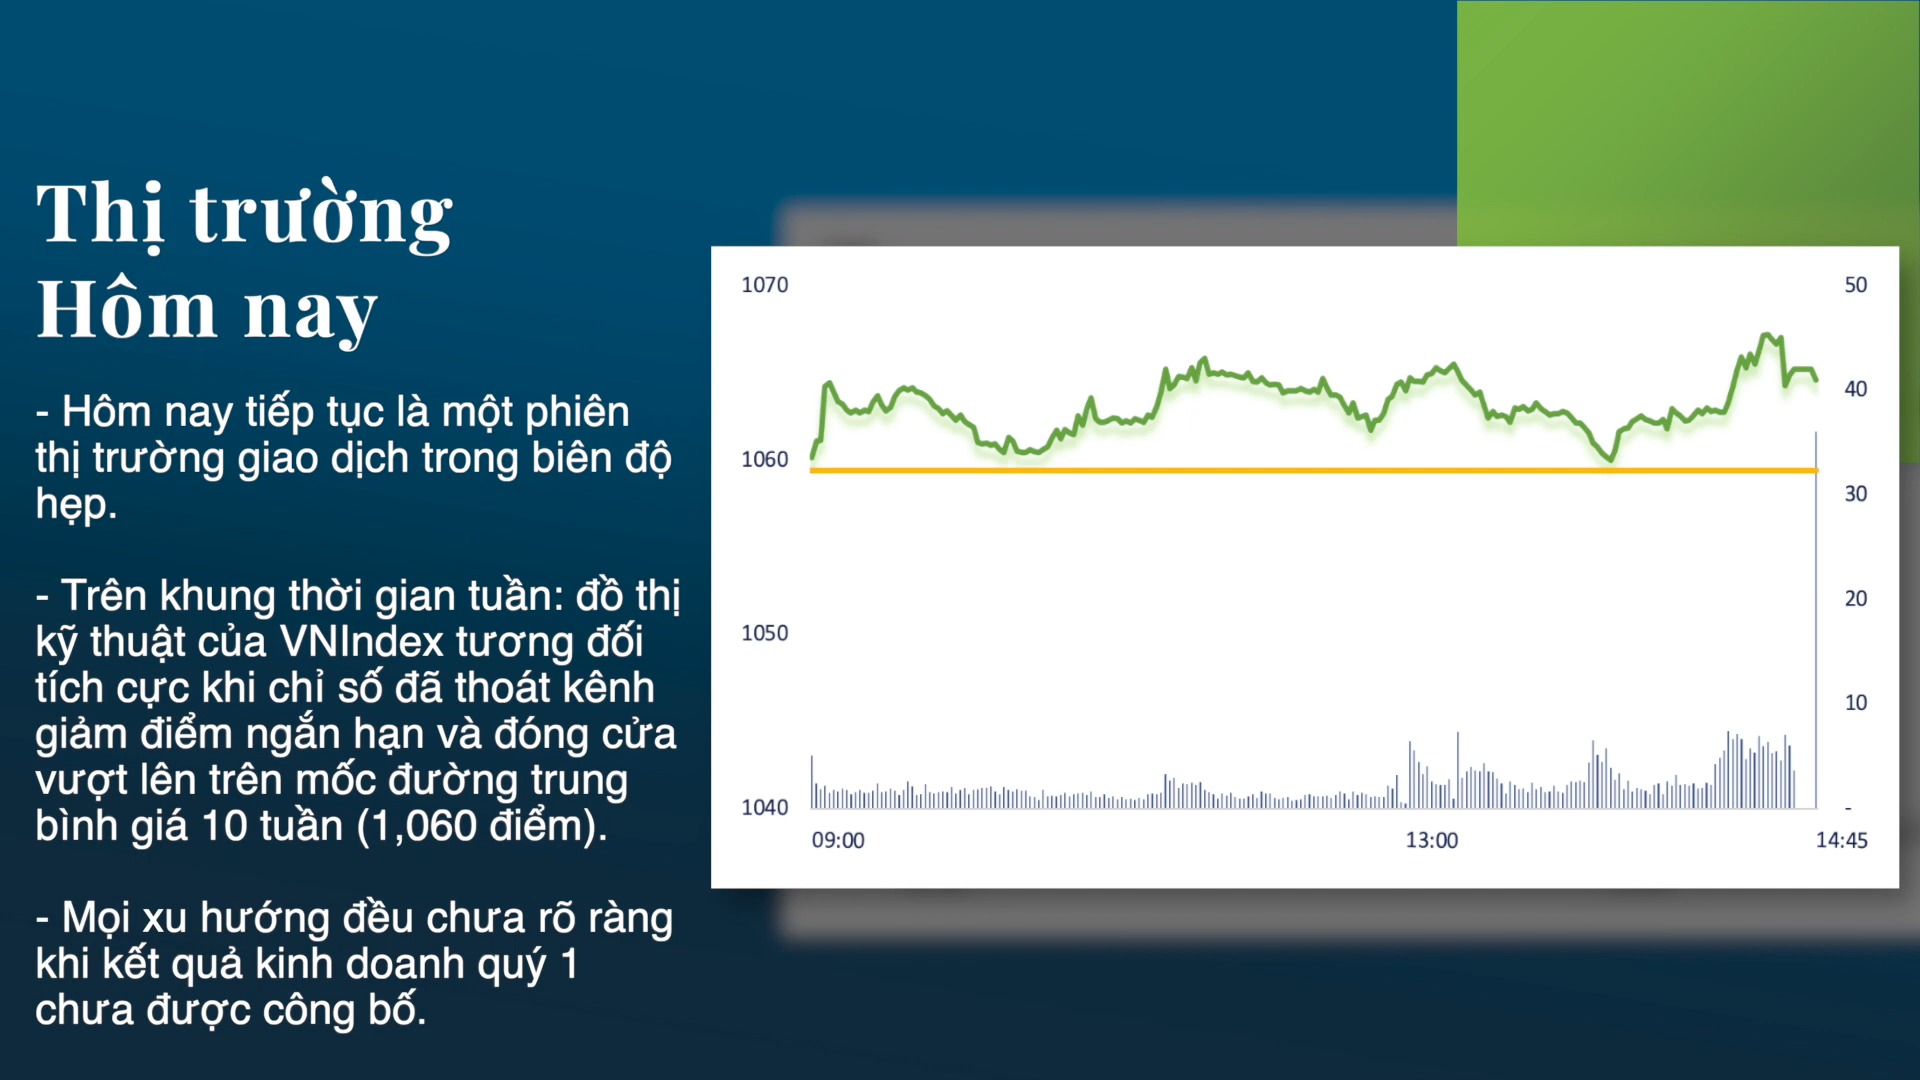 Thị trường
Hôm nay
- Hôm nay tiếp tục là một phiên
thị trường giao dịch trong biên độ
hẹp.
- Trên khung thời gian tuần: đồ thị
kỹ thuật của VNIndex tương đối
tích cực khi chỉ số đã thoát kênh
giảm điểm ngắn hạn và đóng cửa
vượt lên trên mốc đường trung
bình giá 10 tuần (1,060 điểm).
- Mọi xu hướng đều chưa rõ ràng
khi kết quả kinh doanh quý 1
chưa được công bố.
1070
1060
1050
1040
50
40
30
20
10
-
09:00 13:00 14:45